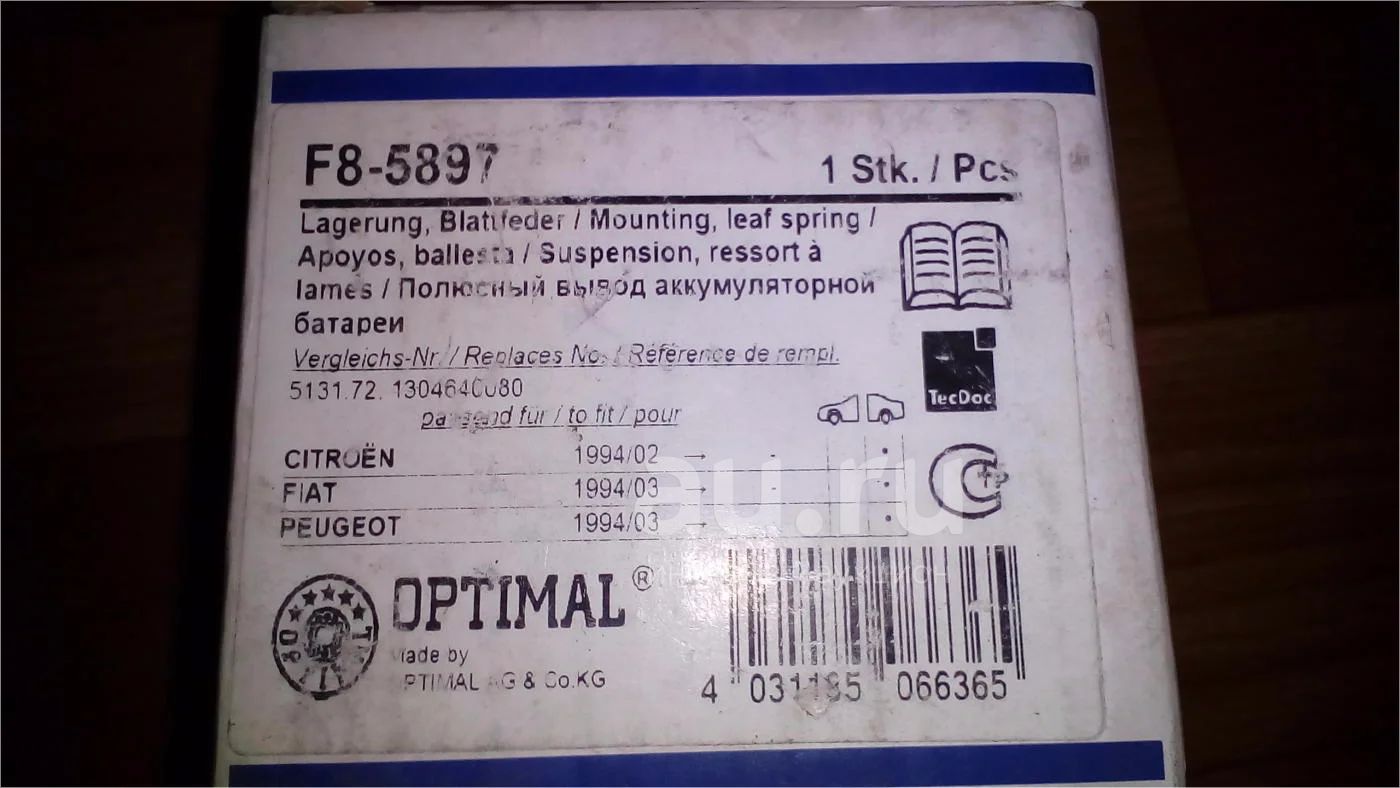 F8-5897
1 Stk. / Pcs
Lagerung, Blattfeder / Mounting, leaf spring /
Apoyos, ballesta / Suspension, ressort à
lames / Полюсный вывод аккумуляторной
батареи
Vergleichs-Nr. / Replaces No. / Référence de rempl.
5131.72, 1304640080
passend für / to fit / pour
TecDoc
CITROËN 1994/02 → -
FIAT 1994/03 → -
PEUGEOT 1994/03 →
au.ru
OPTIMAL ®
Made by
OPTIMAL AG & Co.KG
4 031185 066365